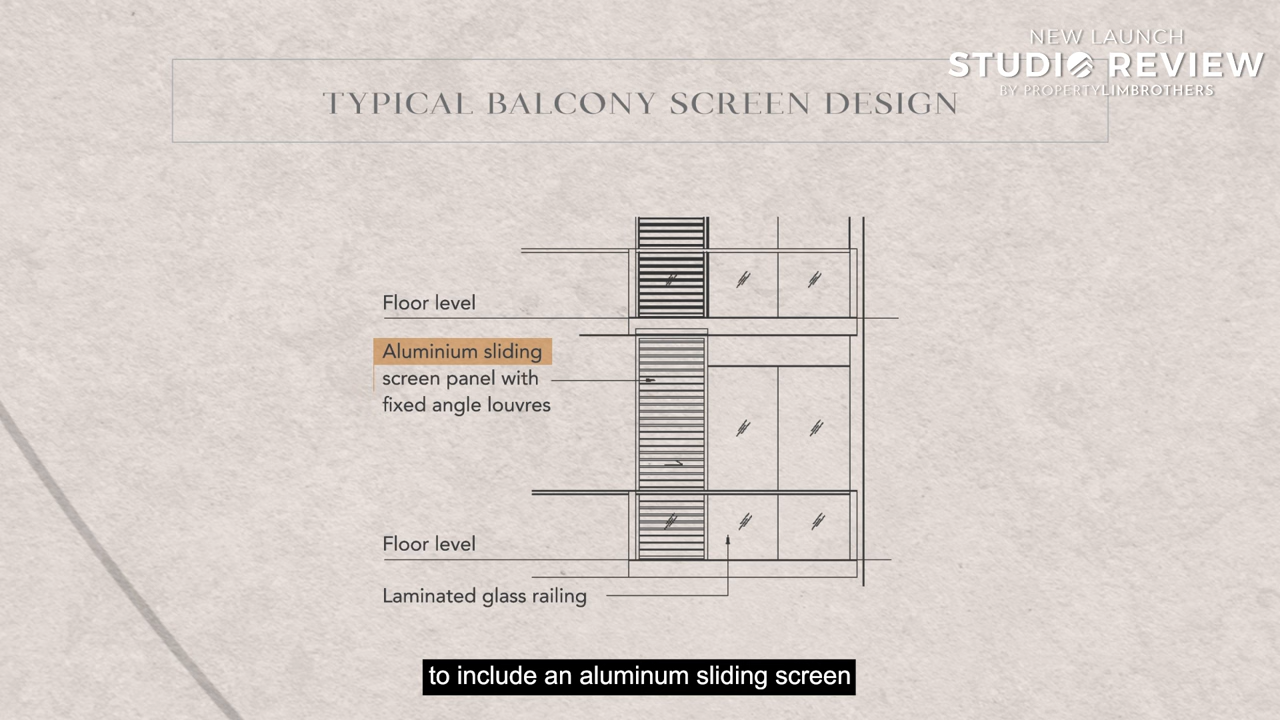 NEW LAUNCH
STUDIO REVIEW
BY PROPERTYLIMBROTHERS
TYPICAL BALCONY SCREEN DESIGN
Floor level
Aluminium sliding
screen panel with
fixed angle louvres
Floor level
Laminated glass railing
to include an aluminum sliding screen